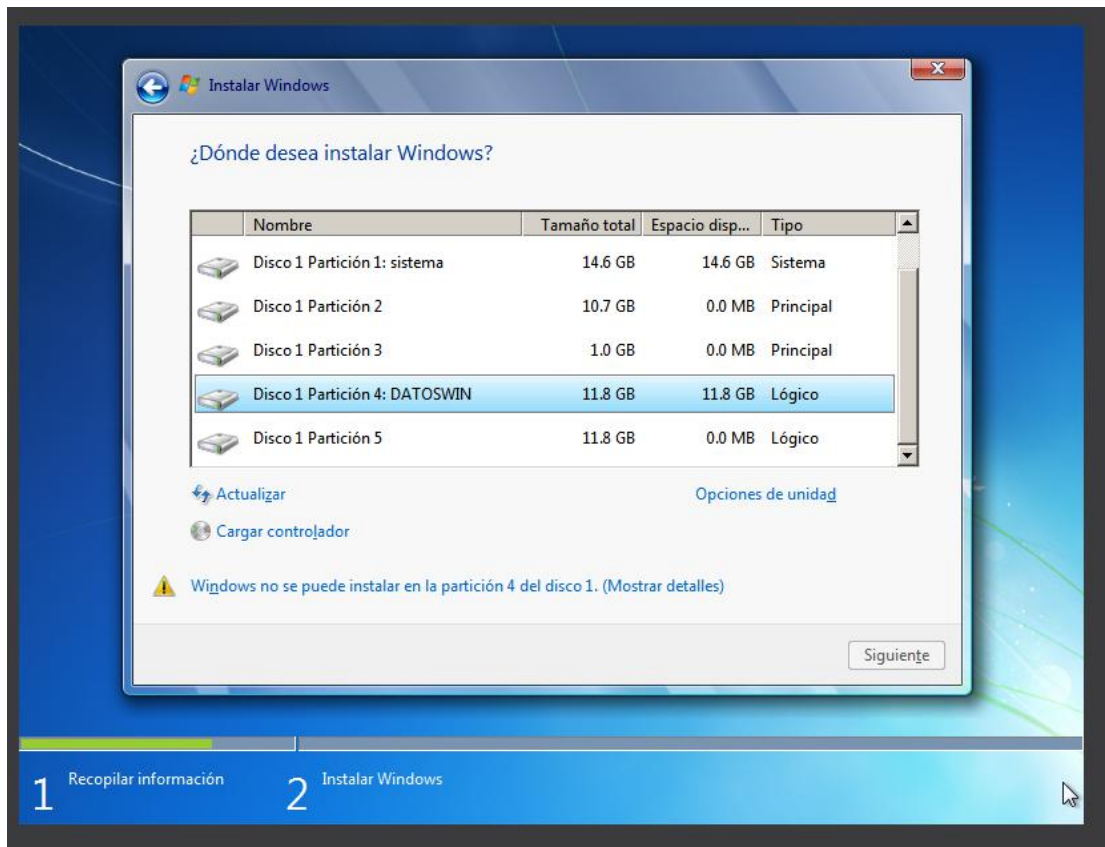 Instalar Windows
¿Dónde desea instalar Windows?
Nombre Tamaño total Espacio disp... Tipo
Disco 1 Partición 1: sistema 14.6 GB 14.6 GB Sistema
Disco 1 Partición 2 10.7 GB 0.0 MB Principal
Disco 1 Partición 3 1.0 GB 0.0 MB Principal
Disco 1 Partición 4: DATOSWIN 11.8 GB 11.8 GB Lógico
Disco 1 Partición 5 11.8 GB 0.0 MB Lógico
Actualizar Opciones de unidad
Cargar controlador
Windows no se puede instalar en la partición 4 del disco 1. (Mostrar detalles)
Siguiente
1 Recopilar información 2 Instalar Windows